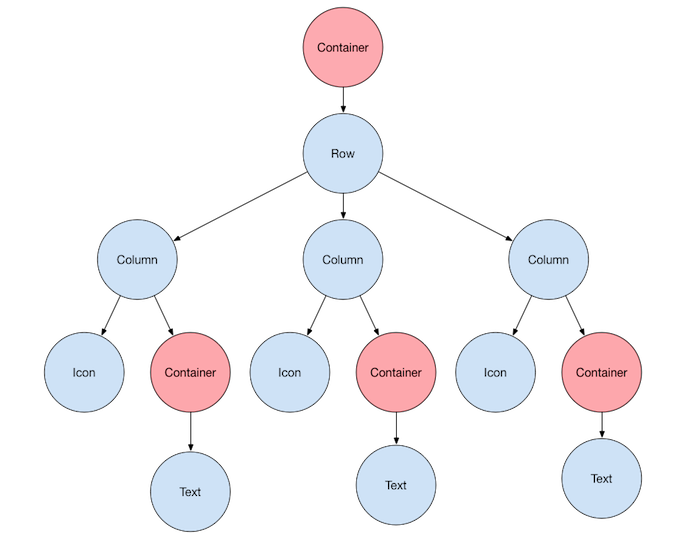 Container
Row
Column
Column
Column
Icon
Container
Icon
Container
Icon
Container
Text
Text
Text